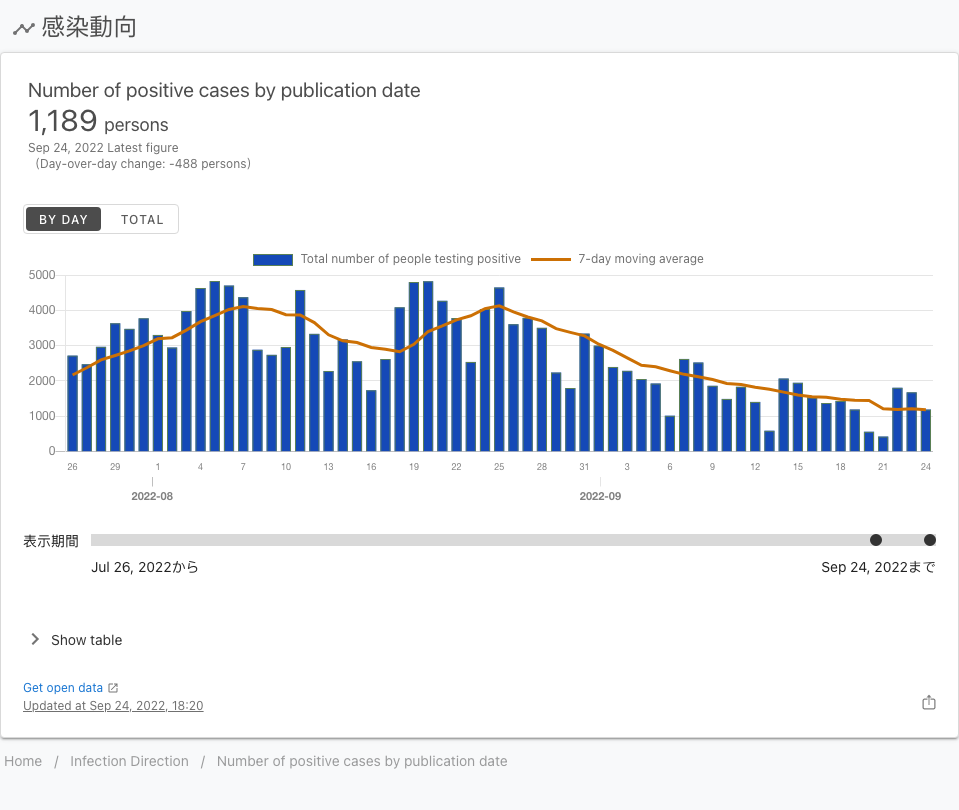 感染動向
Number of positive cases by publication date
1,189 persons
Sep 24, 2022 Latest figure
（Day-over-day change: -488 persons)
BY DAY TOTAL
Total number of people testing positive 7-day moving average
5000
4000
3000
2000
1000
0
26 29 1 4 7 10 13 16 19 22 25 28 31 3 6 9 12 15 18 21 24
2022-08 2022-09
表示期間
Jul 26, 2022から Sep 24, 2022まで
Show table
Get open data
Updated at Sep 24, 2022, 18:20
Home / Infection Direction / Number of positive cases by publication date